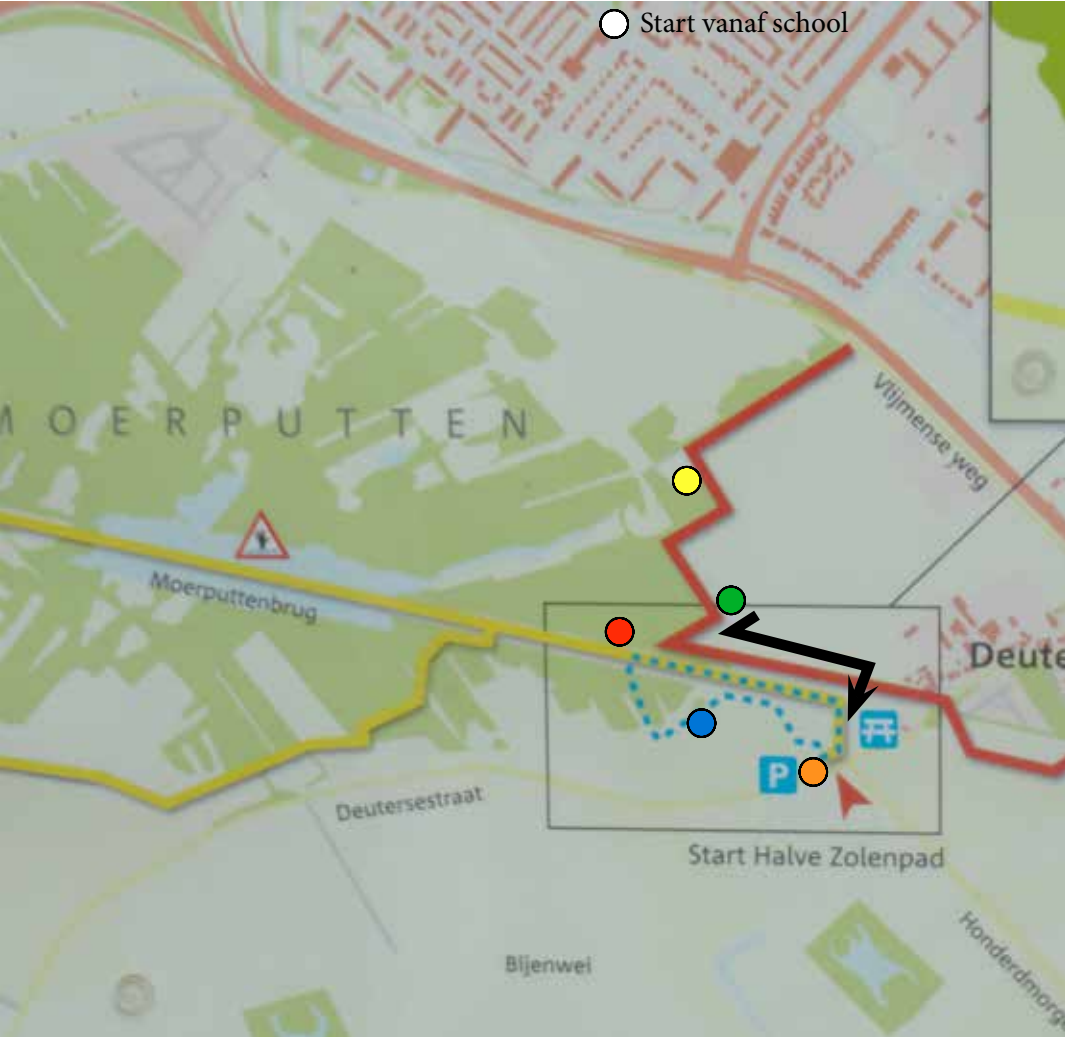 Start vanaf school
Vlijmense weg
MOERPUTTEN
Moerputtenbrug
Deute
P
Deutersestraat
Start Halve Zolenpad
Bijenwei
Honderdmorge